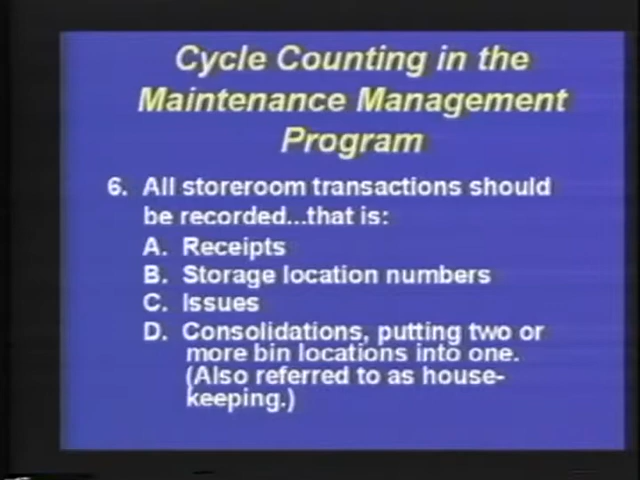 Cycle Counting in the
Maintenance Management
Program
6. All storeroom transactions should
be recorded...that is:
A. Receipts
B. Storage location numbers
C. Issues
D. Consolidations, putting two or
more bin locations into one.
(Also referred to as house-
keeping.)